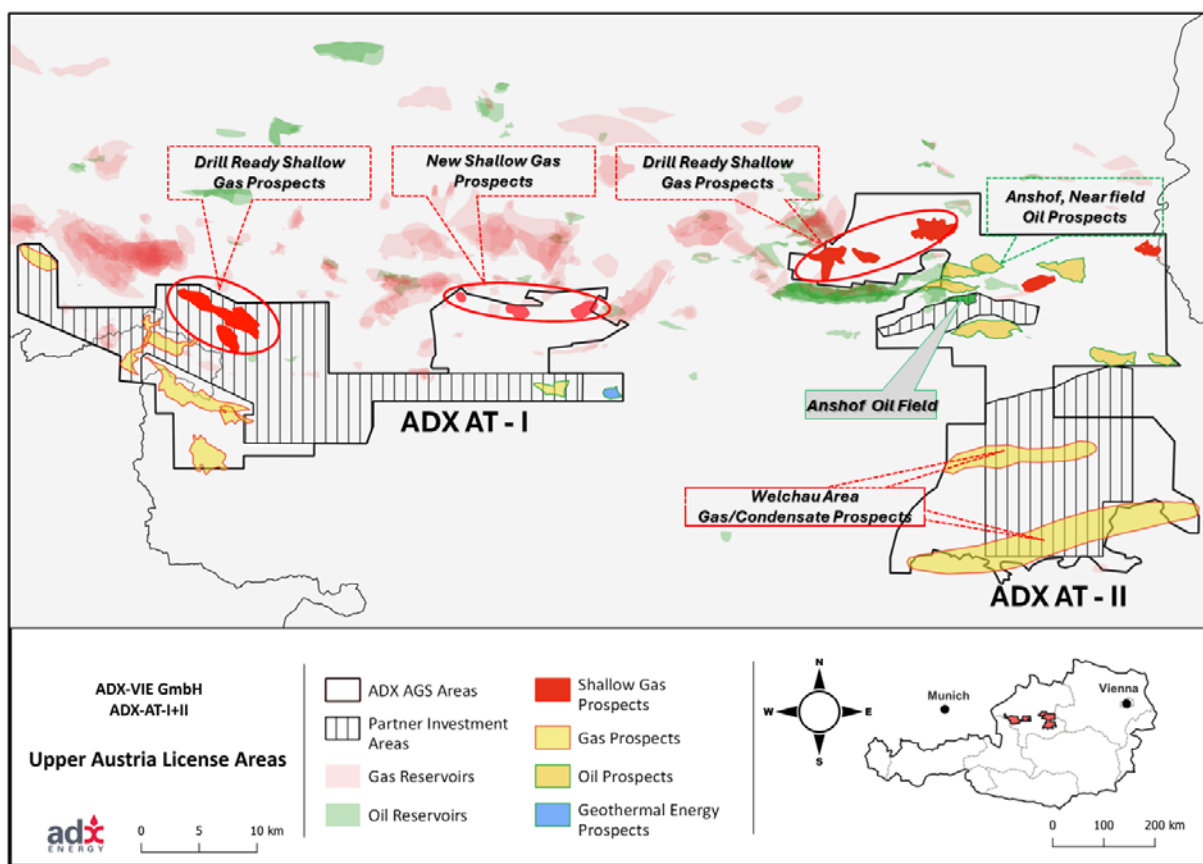 Drill Ready Shallow
Gas Prospects
New Shallow Gas
Prospects
Drill Ready Shallow
Gas Prospects
Anshof, Near field
Oil Prospects
Anshof Oil Field
ADX AT - I
Welchau Area
Gas/Condensate Prospects
ADX AT - II
ADX-VIE GmbH
ADX-AT-I+II
Upper Austria License Areas
adx
ENERGY
0 5 10 km
ADX AGS Areas
Partner Investment
Areas
Gas Reservoirs
Oil Reservoirs
Shallow Gas
Prospects
Gas Prospects
Oil Prospects
Geothermal Energy
Prospects
N
W E
S
Munich
Vienna
0 100 200 km